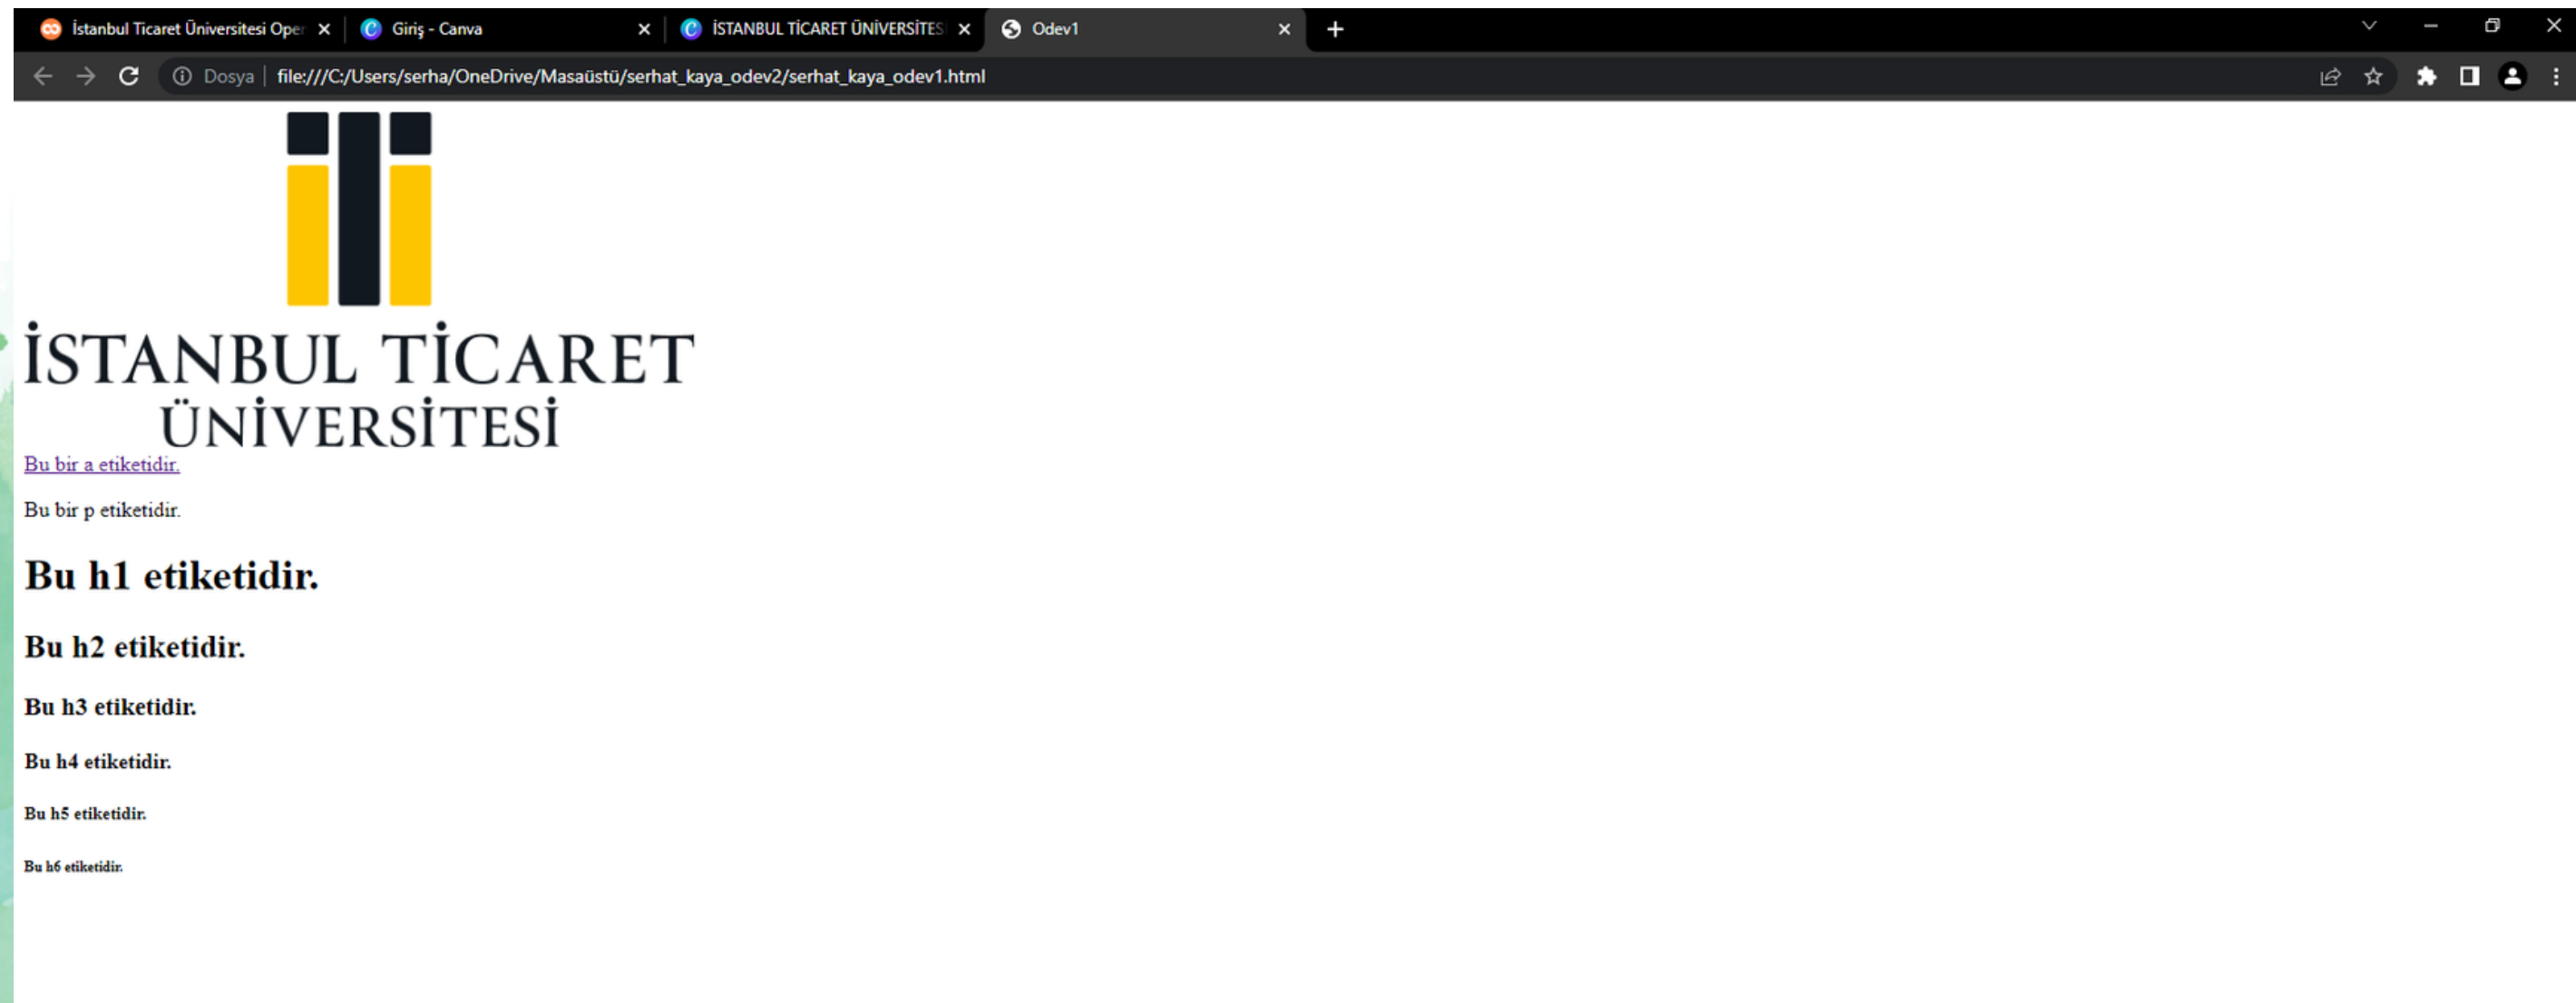 İstanbul Ticaret Üniversitesi Oper
Giriş - Canva
İSTANBUL TİCARET ÜNİVERSİTES
Odev1
Dosya
file:///C:/Users/serha/OneDrive/Masaüstü/serhat_kaya_odev2/serhat_kaya_odev1.html
İSTANBUL TİCARET
ÜNİVERSİTESİ
Bu bir a etiketidir.
Bu bir p etiketidir.
Bu h1 etiketidir.
Bu h2 etiketidir.
Bu h3 etiketidir.
Bu h4 etiketidir.
Bu h5 etiketidir.
Bu h6 etiketidir.